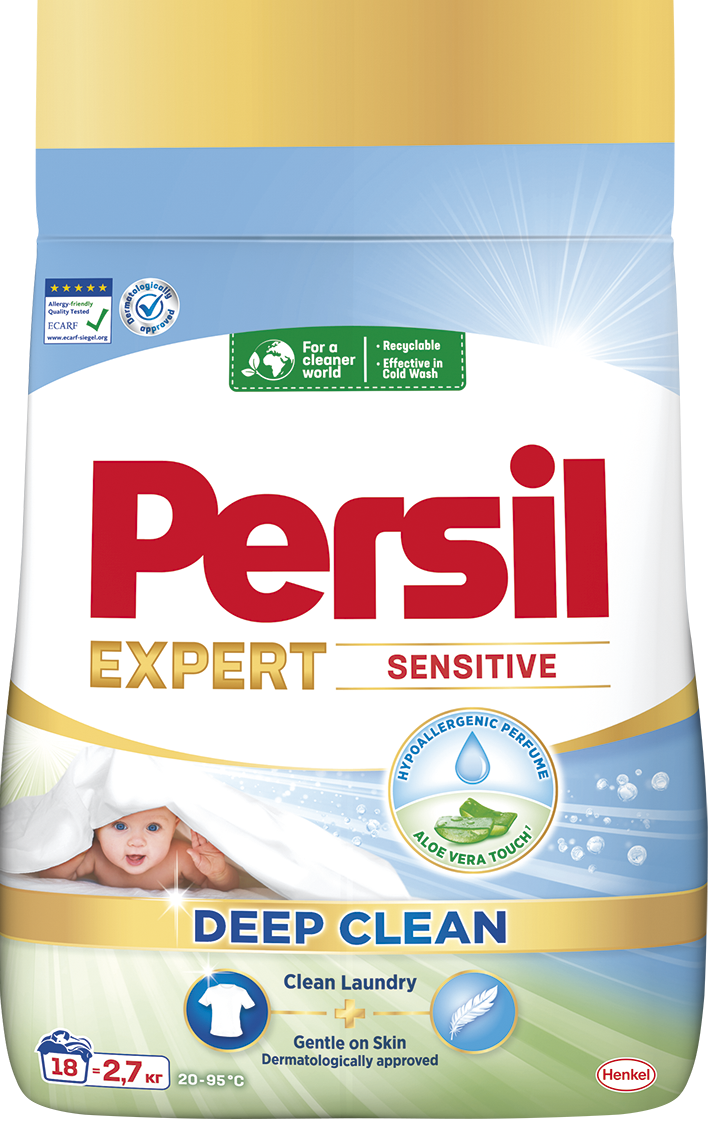 ★★★★★
Allergy-friendly
Quality Tested
ECARF
www.ecarf-siegel.org
Dermatologically
approved
For a
cleaner
world
• Recyclable
• Effective in
Cold Wash
Persil
EXPERT
SENSITIVE
HYPOALLERGENIC PERFUME
ALOE VERA TOUCH¹
DEEP CLEAN
Clean Laundry
+
Gentle on Skin
Dermatologically approved
18 = 2,7 кг
20-95°C
Henkel